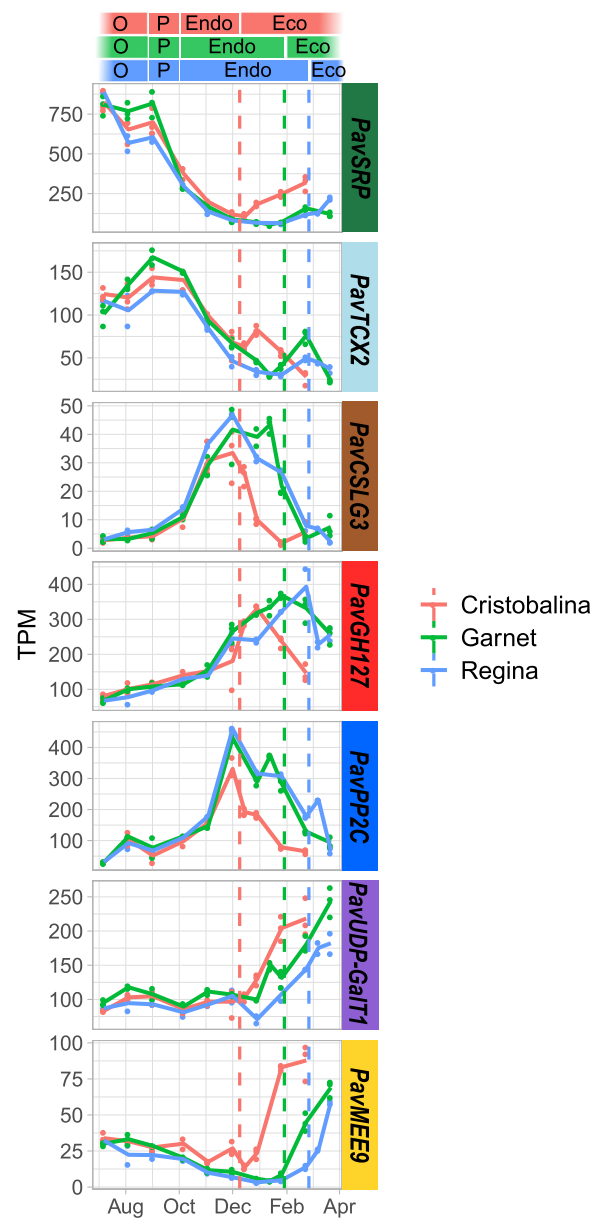 O P Endo Eco
O P Endo Eco
O P Endo Eco
750
500
250
PavSRP
150
100
50
PavTCX2
50
40
30
20
10
0
PavCSLG3
400
300
200
100
PavGH127
TPM
Cristobalina
Garnet
Regina
400
300
200
100
PavPP2C
250
200
150
100
PavUDP-GalT1
100
75
50
25
0
PavMEE9
Aug Oct Dec Feb Apr